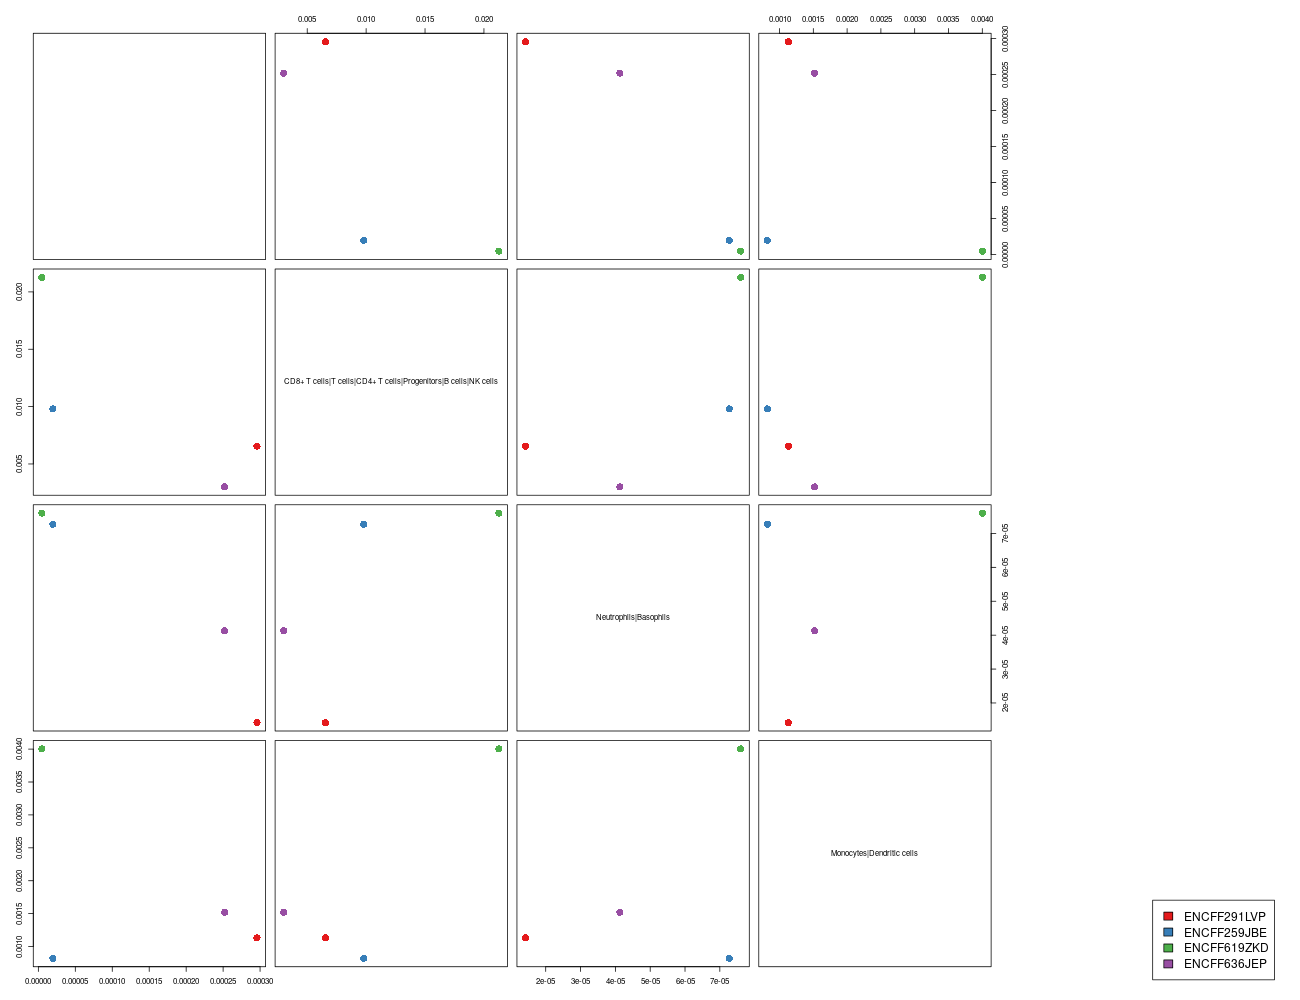 0.005 0.010 0.015 0.020
0.0010 0.0015 0.0020 0.0025 0.0030 0.0035 0.0040
0.00000 0.00005 0.00010 0.00015 0.00020 0.00025 0.00030
0.005 0.010 0.015 0.020
CD8+ T cells|T cells|CD4+ T cells|Progenitors|B cells|NK cells
Neutrophils|Basophils
2e-05 3e-05 4e-05 5e-05 6e-05 7e-05
0.0010 0.0015 0.0020 0.0025 0.0030 0.0035 0.0040
Monocytes|Dendritic cells
0.00000 0.00005 0.00010 0.00015 0.00020 0.00025 0.00030
2e-05 3e-05 4e-05 5e-05 6e-05 7e-05
ENCFF291LVP
ENCFF259JBE
ENCFF619ZKD
ENCFF636JEP